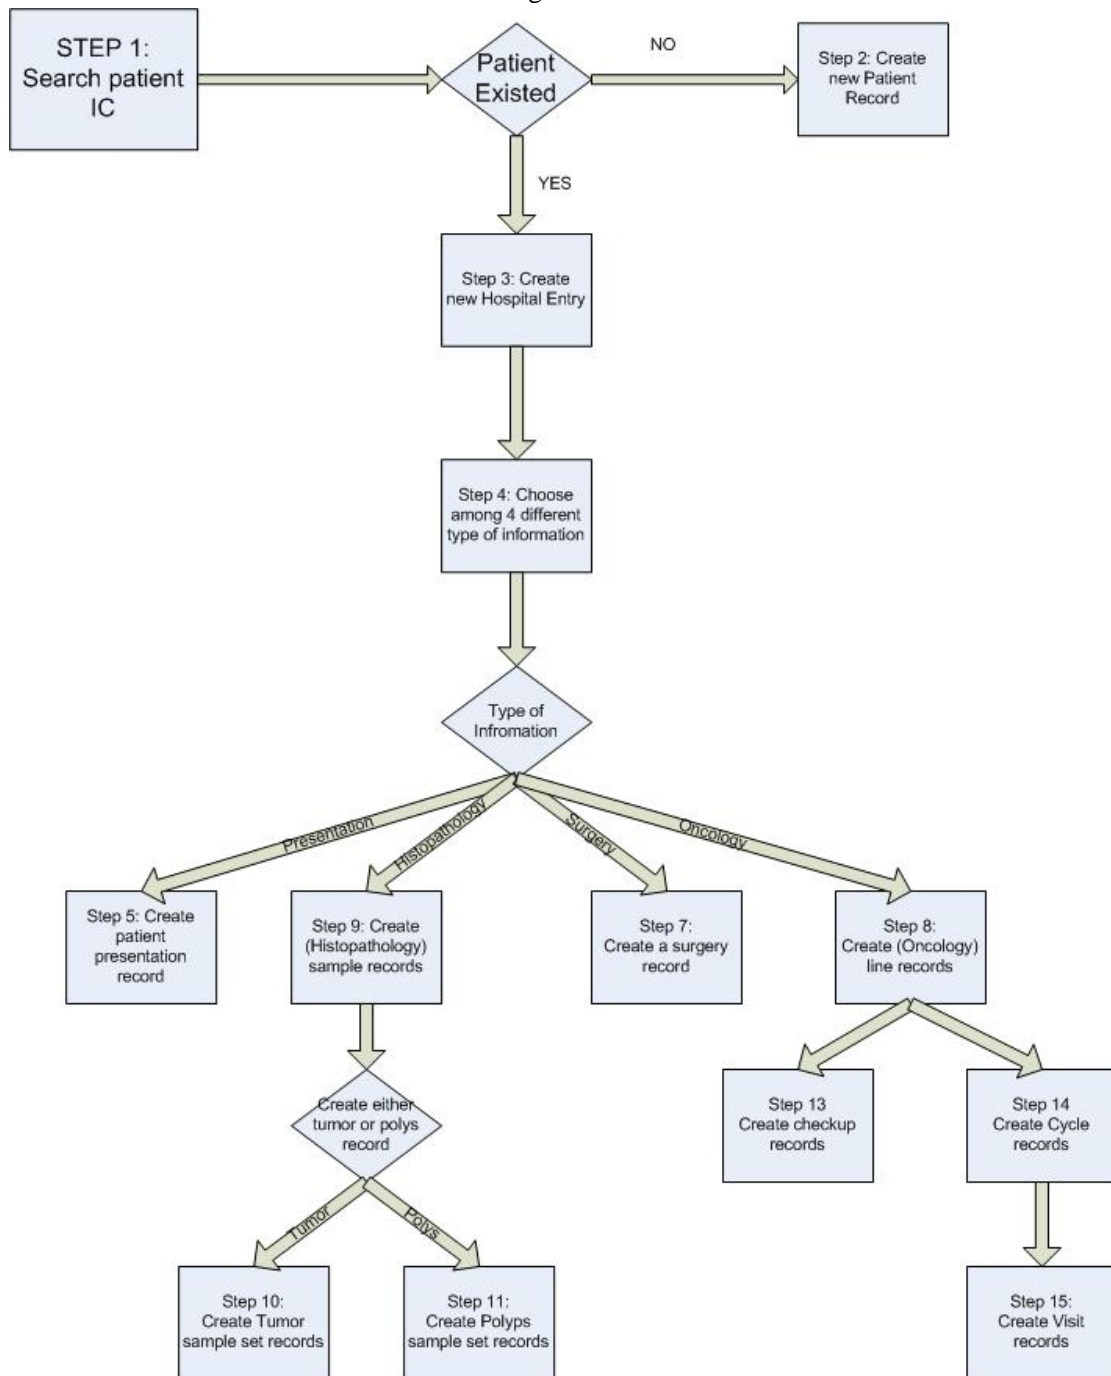 STEP 1:
Search patient
IC
Patient
Existed
NO
Step 2: Create
new Patient
Record
YES
Step 3: Create
new Hospital Entry
Step 4: Choose
among 4 different
type of information
Type of
Infromation
Presentation
Histopathology
Surgery
Oncology
Step 5: Create
patient
presentation
record
Step 9: Create
(Histopathology)
sample records
Step 7:
Create a surgery
record
Step 8:
Create (Oncology)
line records
Create either
tumor or polys
record
Step 13
Create checkup
records
Step 14
Create Cycle
records
Tumor
Polys
Step 10:
Create Tumor
sample set records
Step 11:
Create Polyps
sample set records
Step 15:
Create Visit
records